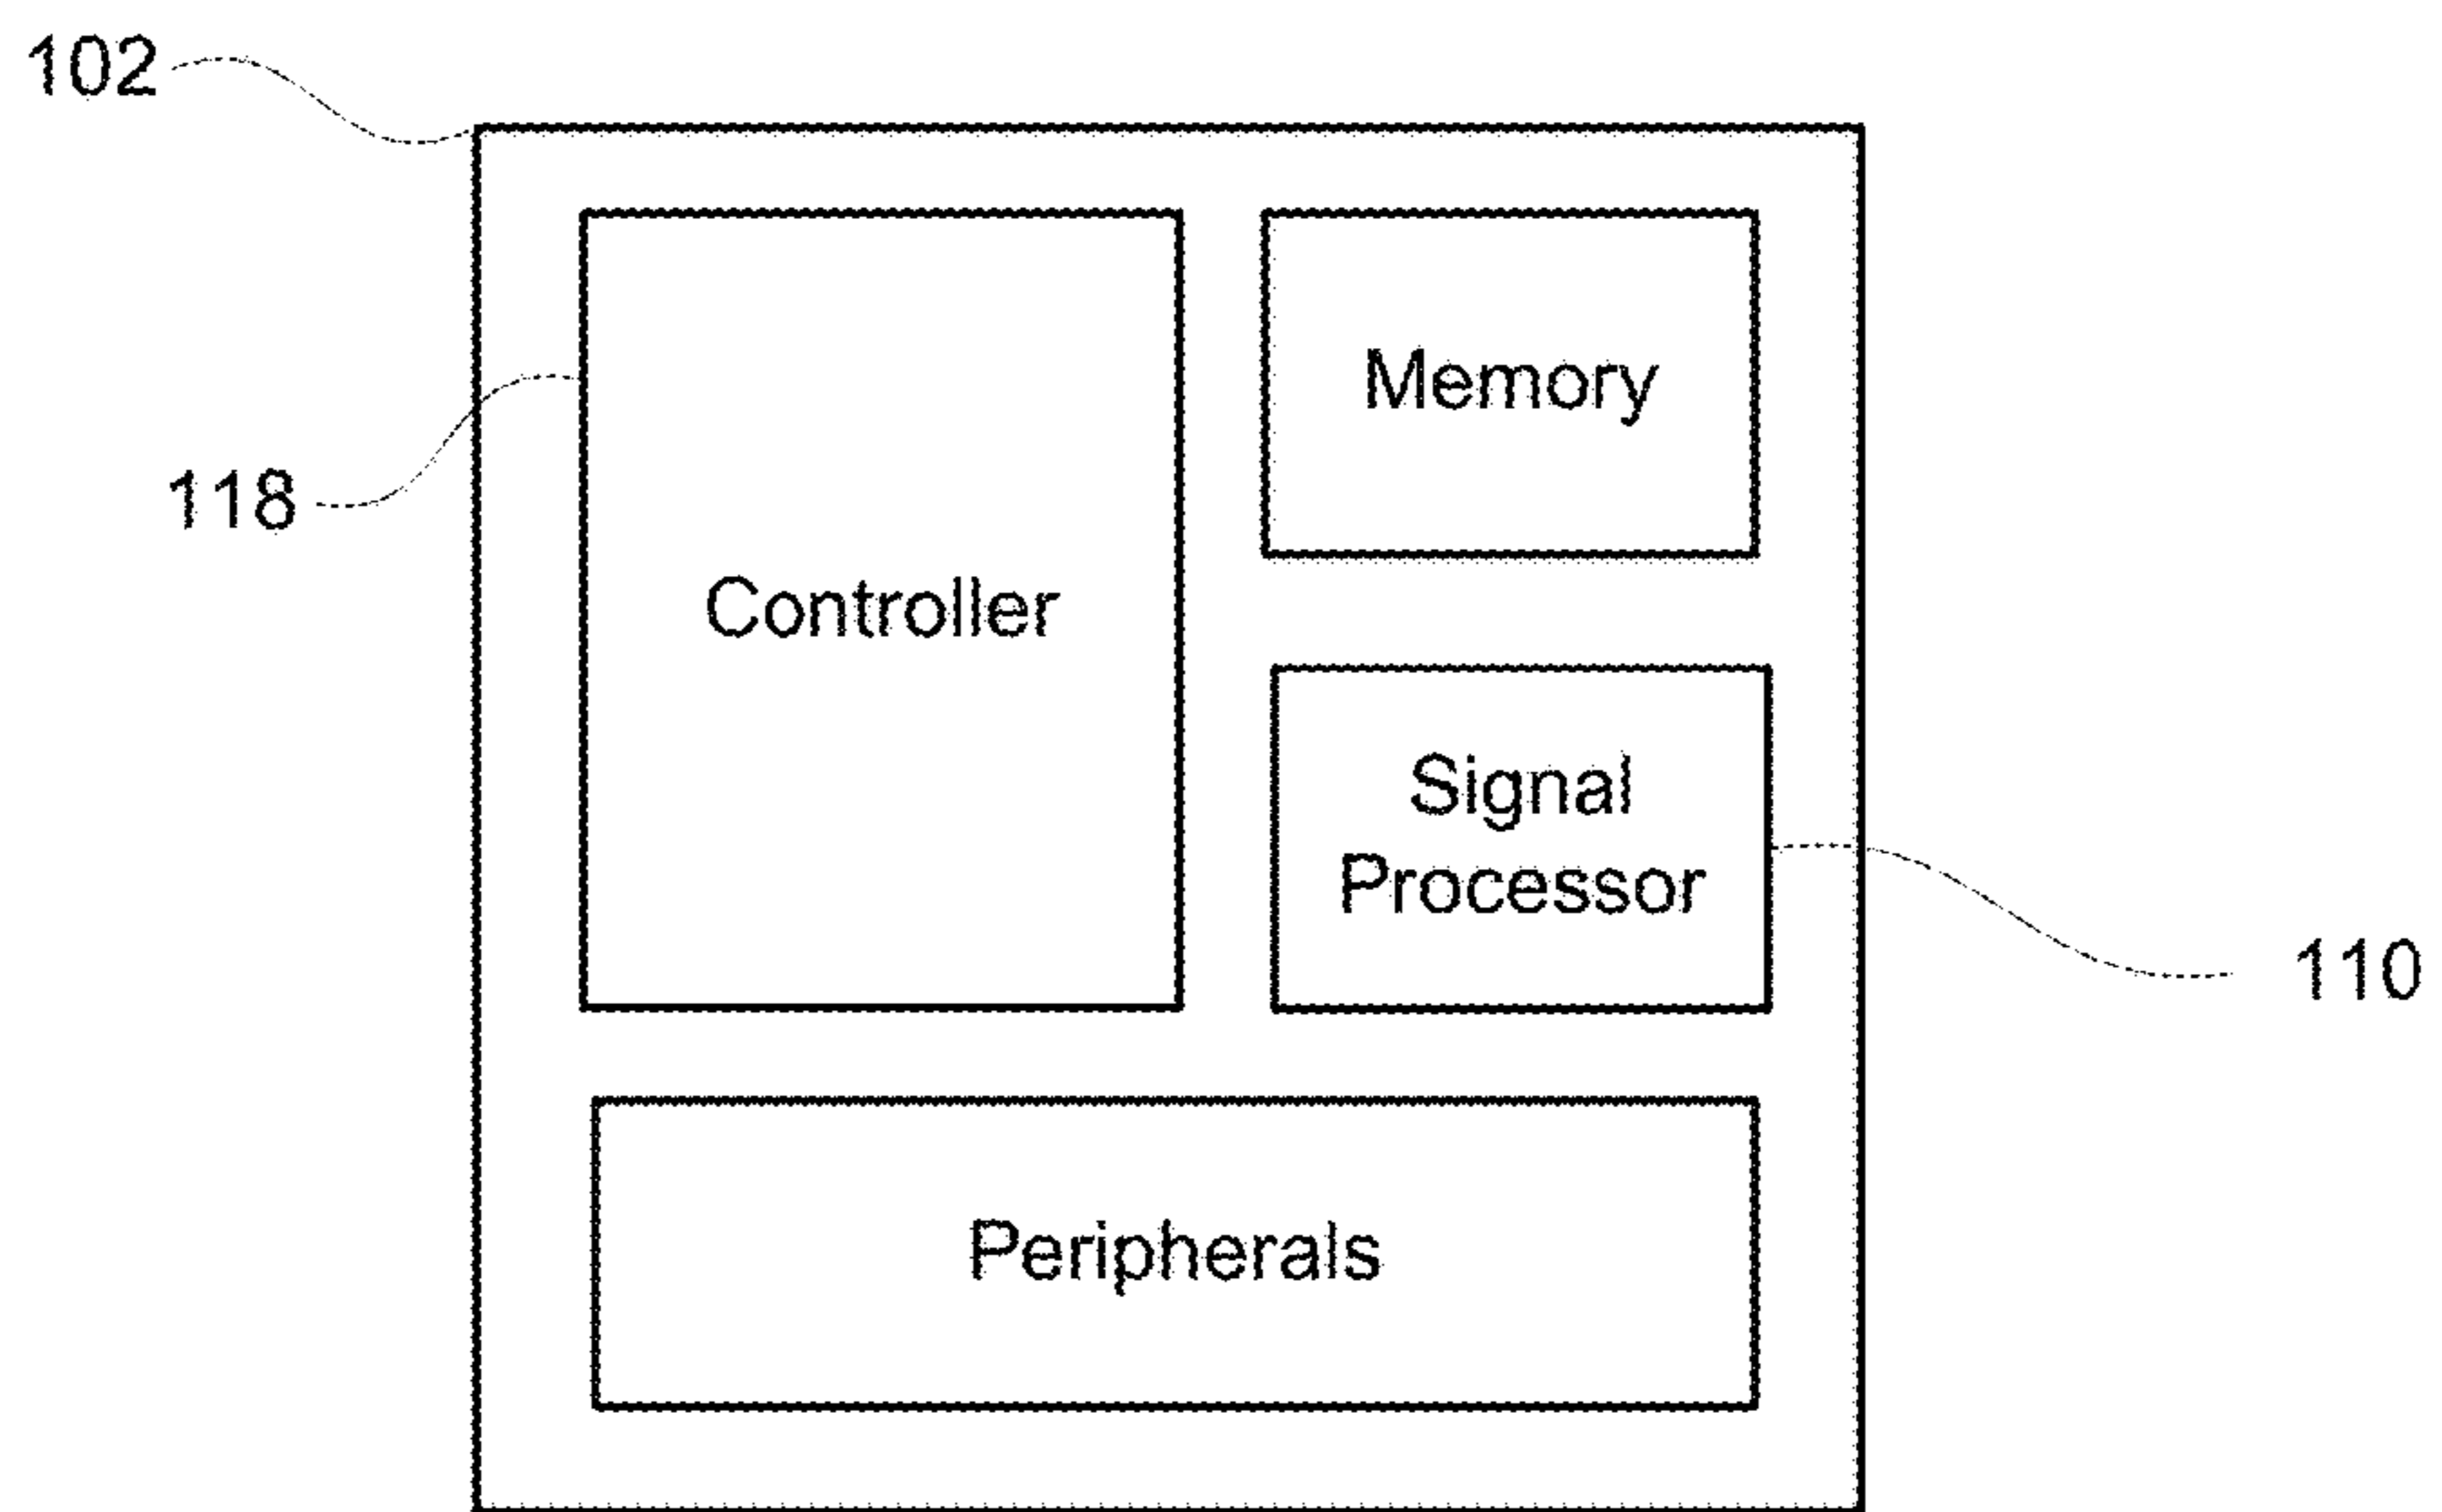 102
Memory
118
Controller
Signal
Processor
110
Peripherals